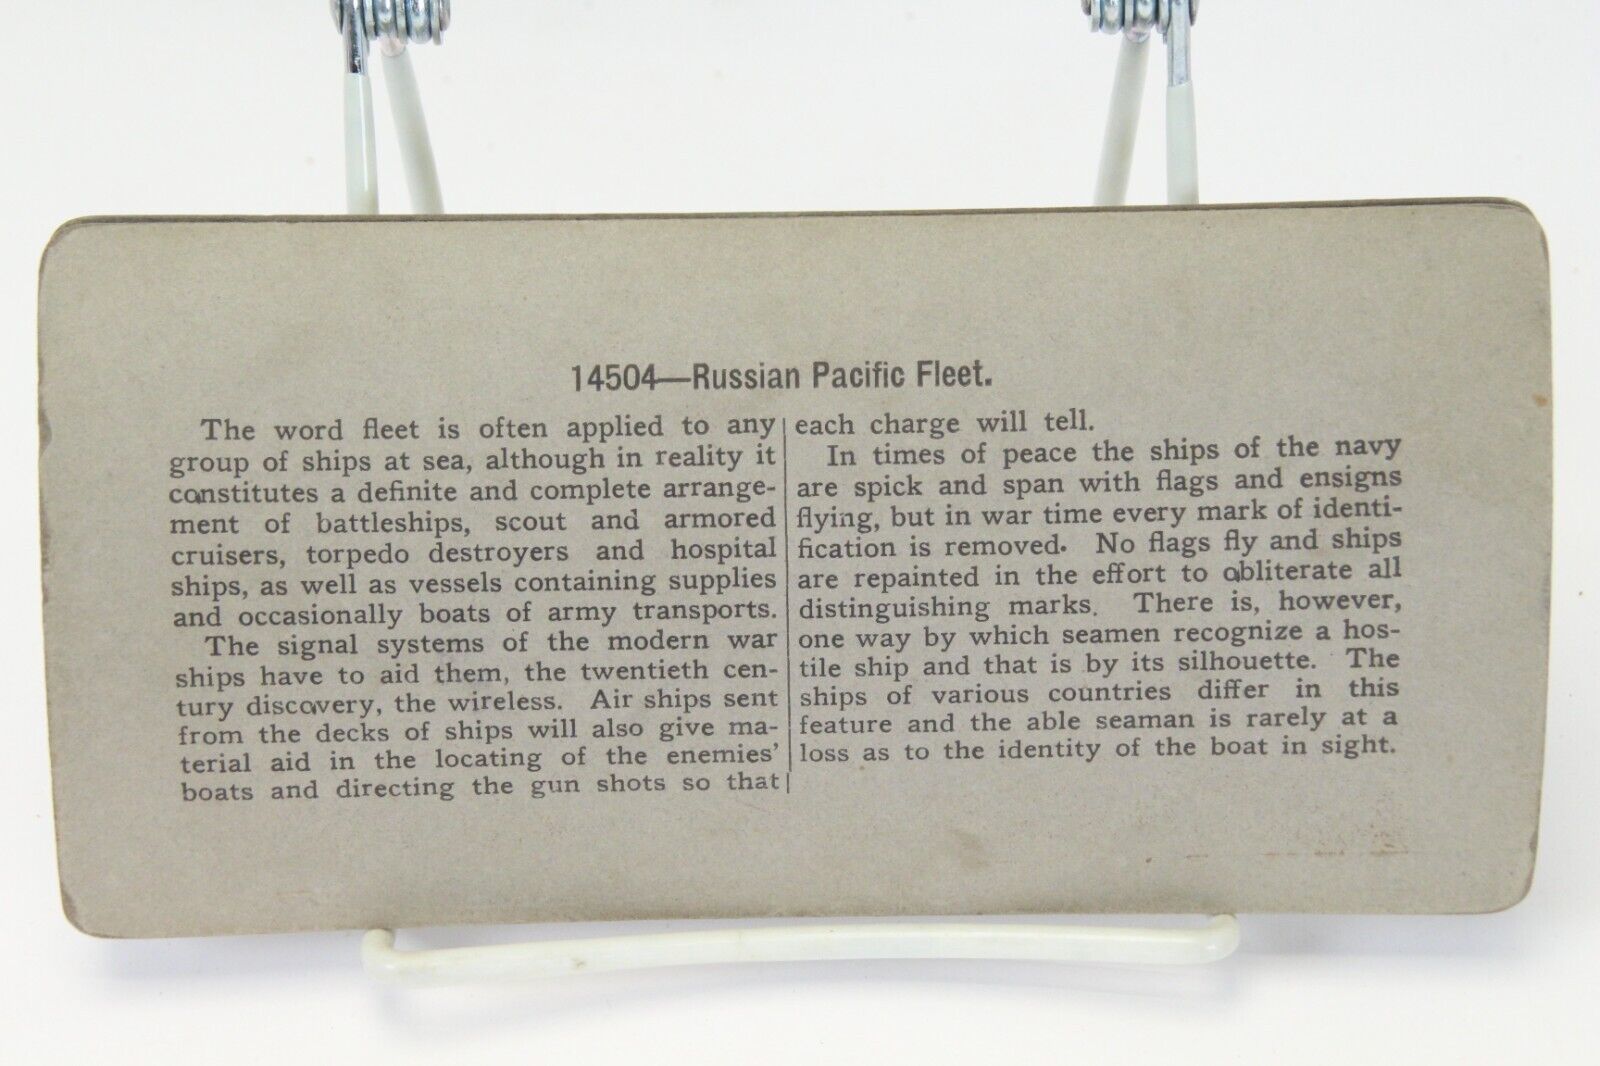 14504—Russian Pacific Fleet.
The word fleet is often applied to any
group of ships at sea, although in reality it
constitutes a definite and complete arrange-
ment of battleships, scout and armored
cruisers, torpedo destroyers and hospital
ships, as well as vessels containing supplies
and occasionally boats of army transports.
The signal systems of the modern war
ships have to aid them, the twentieth cen-
tury discovery, the wireless. Air ships sent
from the decks of ships will also give ma-
terial aid in the locating of the enemies'
boats and directing the gun shots so that
each charge will tell.
In times of peace the ships of the navy
are spick and span with flags and ensigns
flying, but in war time every mark of identi-
fication is removed. No flags fly and ships
are repainted in the effort to obliterate all
distinguishing marks. There is, however,
one way by which seamen recognize a hos-
tile ship and that is by its silhouette. The
ships of various countries differ in this
feature and the able seaman is rarely at a
loss as to the identity of the boat in sight.